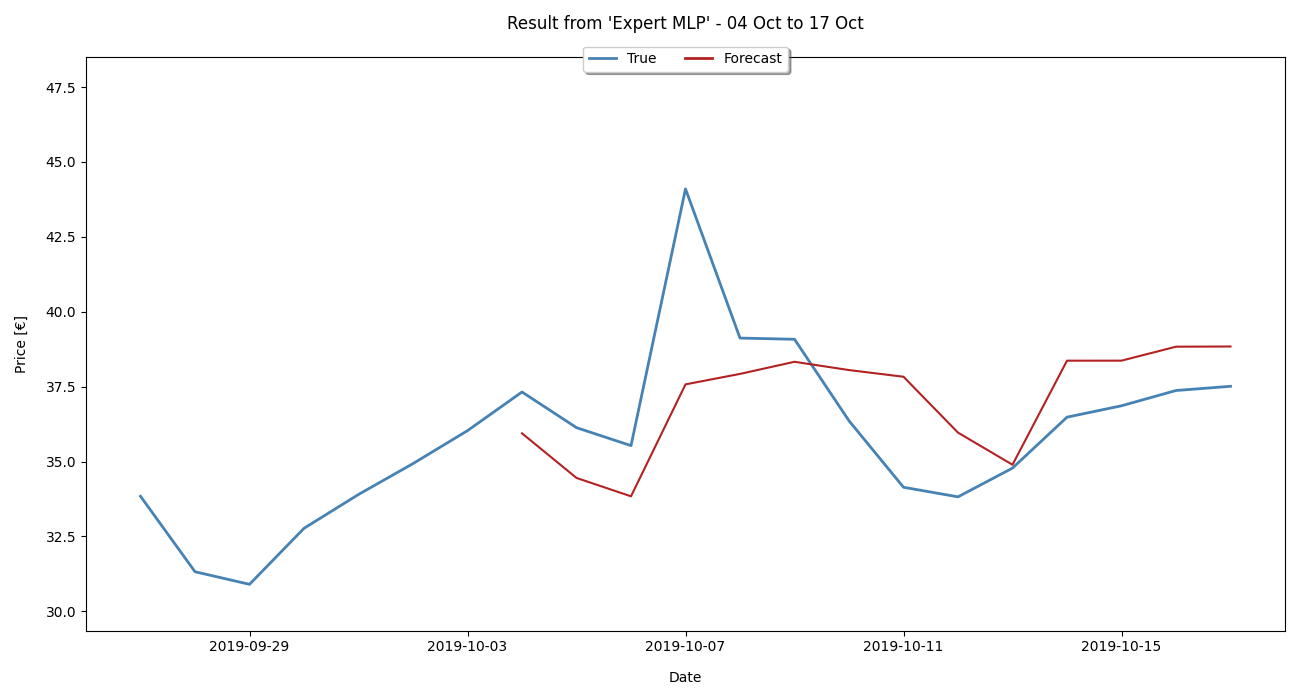 Result from 'Expert MLP' - 04 Oct to 17 Oct
True Forecast
47.5
45.0
42.5
40.0
37.5
35.0
32.5
30.0
Price [€]
2019-09-29 2019-10-03 2019-10-07 2019-10-11 2019-10-15
Date